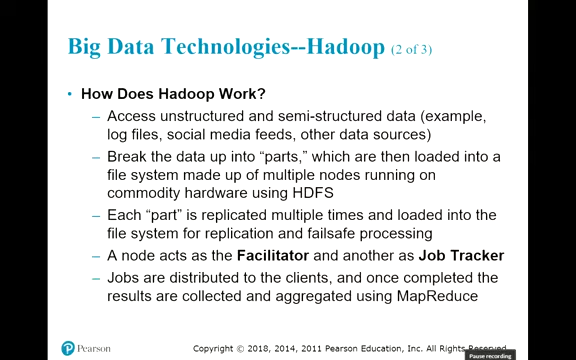 Big Data Technologies--Hadoop (2 of 3)
• How Does Hadoop Work?
– Access unstructured and semi-structured data (example,
log files, social media feeds, other data sources)
– Break the data up into “parts,” which are then loaded into a
file system made up of multiple nodes running on
commodity hardware using HDFS
– Each “part” is replicated multiple times and loaded into the
file system for replication and failsafe processing
– A node acts as the Facilitator and another as Job Tracker
– Jobs are distributed to the clients, and once completed the
results are collected and aggregated using MapReduce
Pearson
Copyright © 2018, 2014, 2011 Pearson Education, Inc. All Rights Reserved
Pause recording